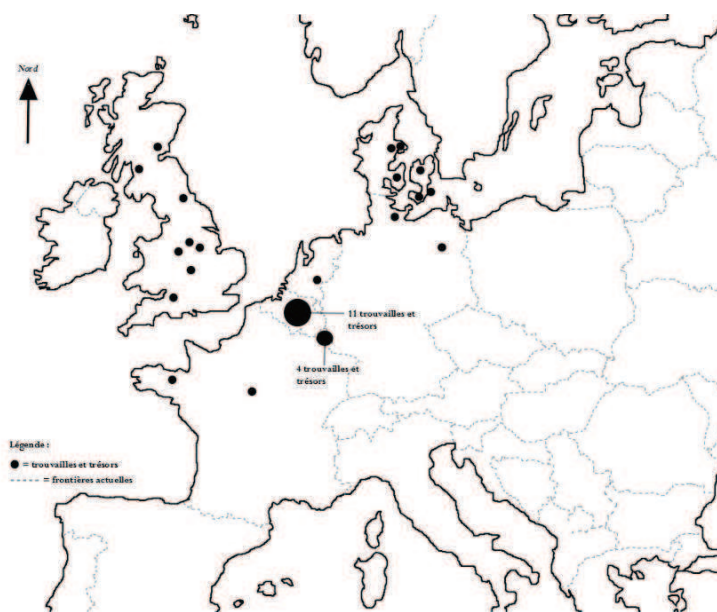 Nord
11 trouvailles et
trésors
4 trouvailles et
trésors
Légende :
= trouvailles et trésors
= frontières actuelles